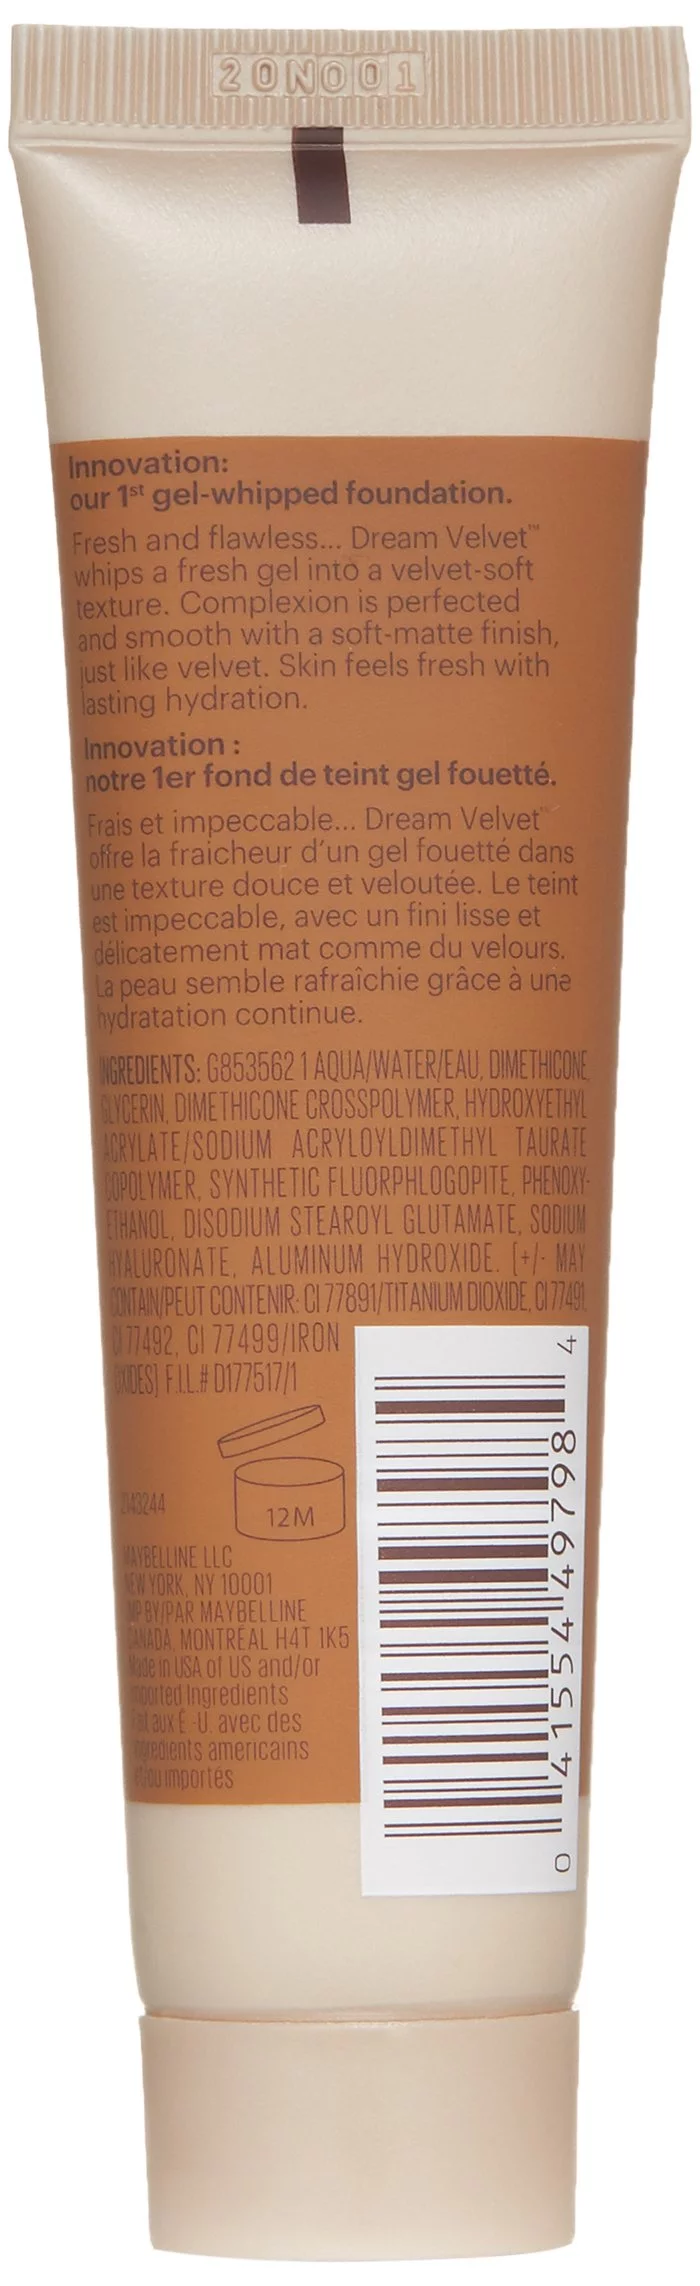 20N001
Innovation:
our 1st gel-whipped foundation.
Fresh and flawless... Dream Velvet™
whips a fresh gel into a velvet-soft
texture. Complexion is perfected
and smooth with a soft-matte finish,
just like velvet. Skin feels fresh with
lasting hydration.
Innovation :
notre 1er fond de teint gel fouetté.
Frais et impeccable... Dream Velvet™
offre la fraicheur d'un gel fouetté dans
une texture douce et veloutée. Le teint
est impeccable, avec un fini lisse et
délicatement mat comme du velours.
La peau semble rafraîchie grâce à une
hydratation continue.
INGREDIENTS: G853562 1 AQUA/WATER/EAU, DIMETHICONE,
GLYCERIN, DIMETHICONE CROSSPOLYMER, HYDROXYETHYL
ACRYLATE/SODIUM ACRYLOYLDIMETHYL TAURATE
COPOLYMER, SYNTHETIC FLUORPHLOGOPITE, PHENOXY-
ETHANOL, DISODIUM STEAROYL GLUTAMATE, SODIUM
HYALURONATE, ALUMINUM HYDROXIDE. [+/- MAY
CONTAIN/PEUT CONTENIR: CI 77891/TITANIUM DIOXIDE, CI 77491,
CI 77492, CI 77499/IRON
OXIDES] F.I.L.# D177517/1
12M
MAYBELLINE LLC
NEW YORK, NY 10001
IMP BY/PAR MAYBELLINE
CANADA, MONTRÉAL H4T 1K5
Made in USA of US and/or
imported Ingredients
Fait aux É.-U. avec des
ingrédients americains
et/ou importés
0 41554 49798 4